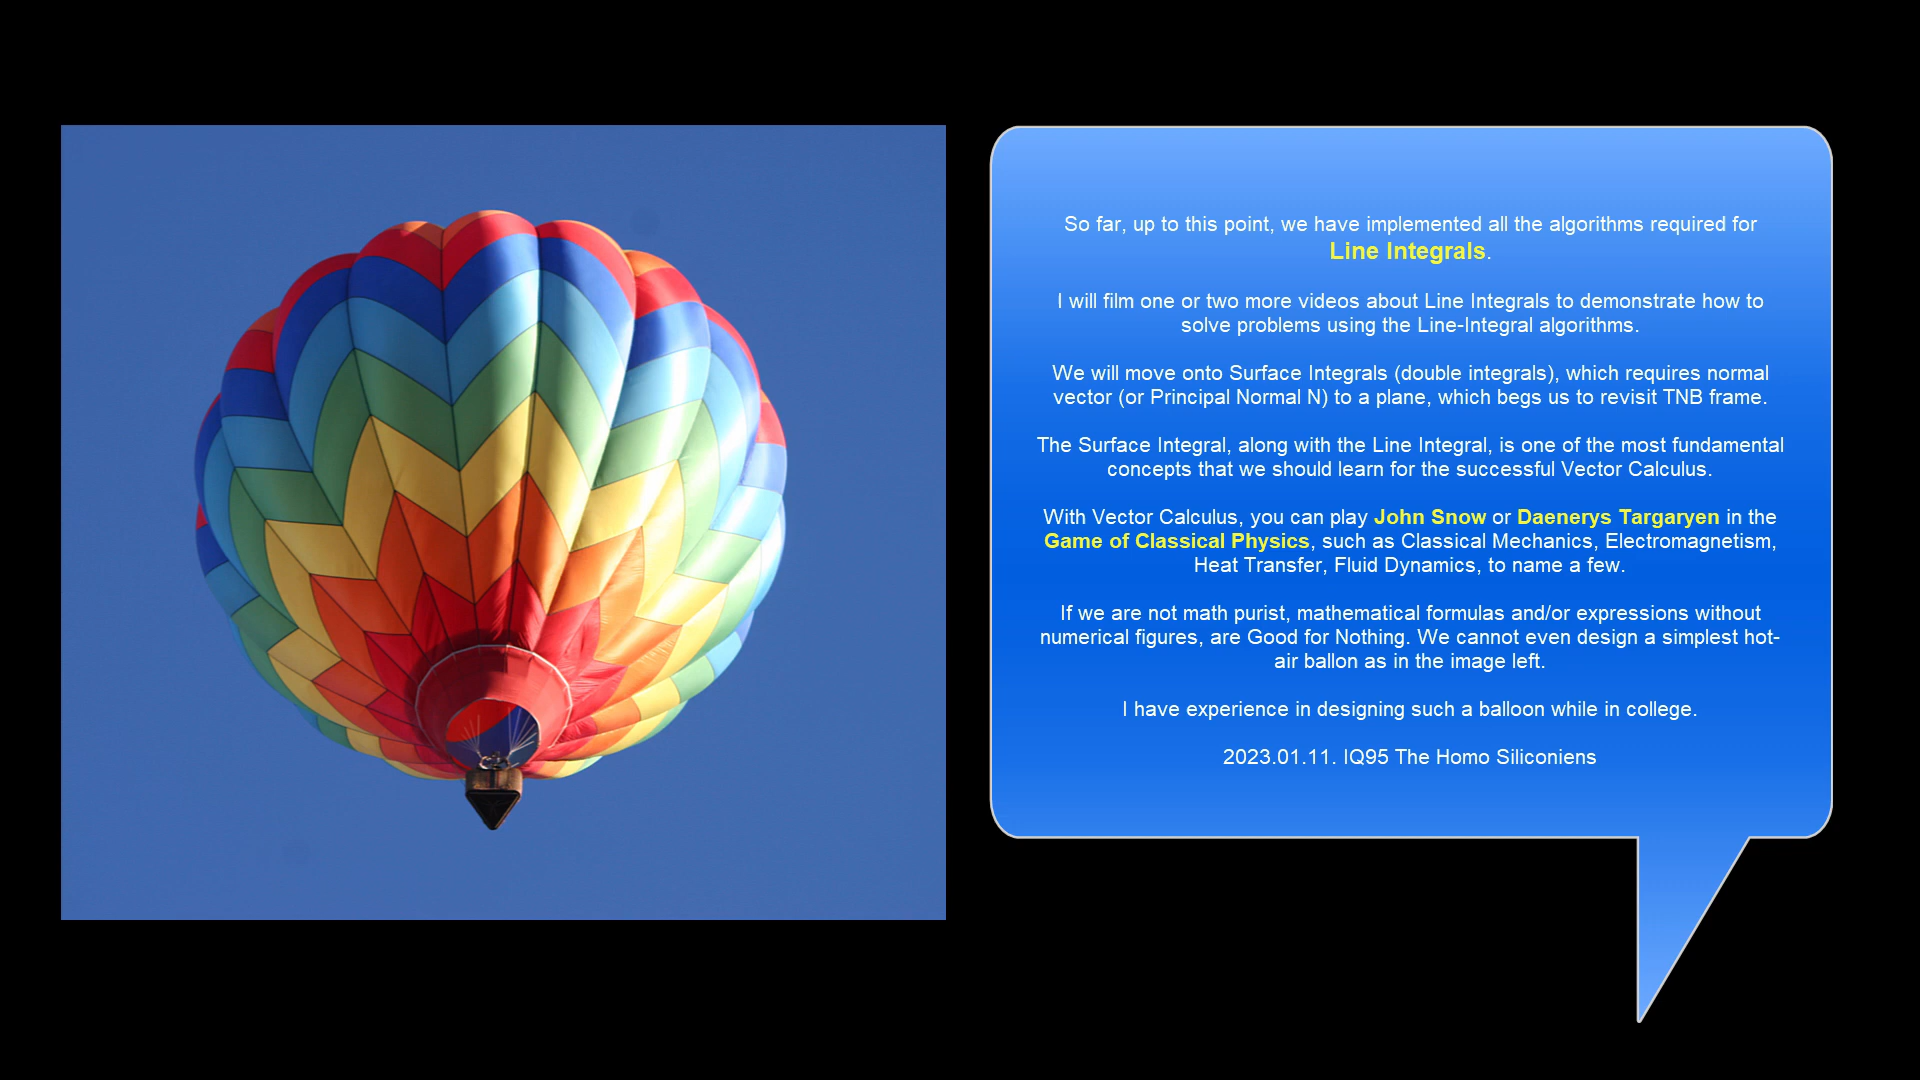 So far, up to this point, we have implemented all the algorithms required for
Line Integrals.
I will film one or two more videos about Line Integrals to demonstrate how to
solve problems using the Line-Integral algorithms.
We will move onto Surface Integrals (double integrals), which requires normal
vector (or Principal Normal N) to a plane, which begs us to revisit TNB frame.
The Surface Integral, along with the Line Integral, is one of the most fundamental
concepts that we should learn for the successful Vector Calculus.
With Vector Calculus, you can play John Snow or Daenerys Targaryen in the
Game of Classical Physics, such as Classical Mechanics, Electromagnetism,
Heat Transfer, Fluid Dynamics, to name a few.
If we are not math purist, mathematical formulas and/or expressions without
numerical figures, are Good for Nothing. We cannot even design a simplest hot-
air ballon as in the image left.
I have experience in designing such a balloon while in college.
2023.01.11. IQ95 The Homo Siliconiens